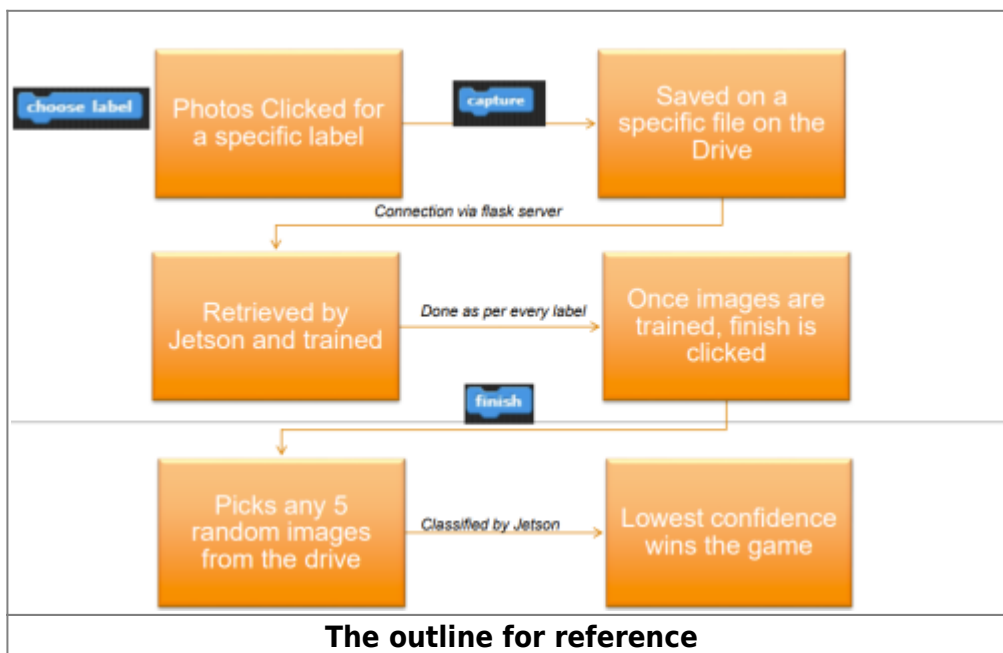 choose label
Photos Clicked for
a specific label
capture
Saved on a
specific file on the
Drive
Connection via flask server
Retrieved by
Jetson and trained
Done as per every label
Once images are
trained, finish is
clicked
finish
Picks any 5
random images
from the drive
Classified by Jetson
Lowest confidence
wins the game
The outline for reference